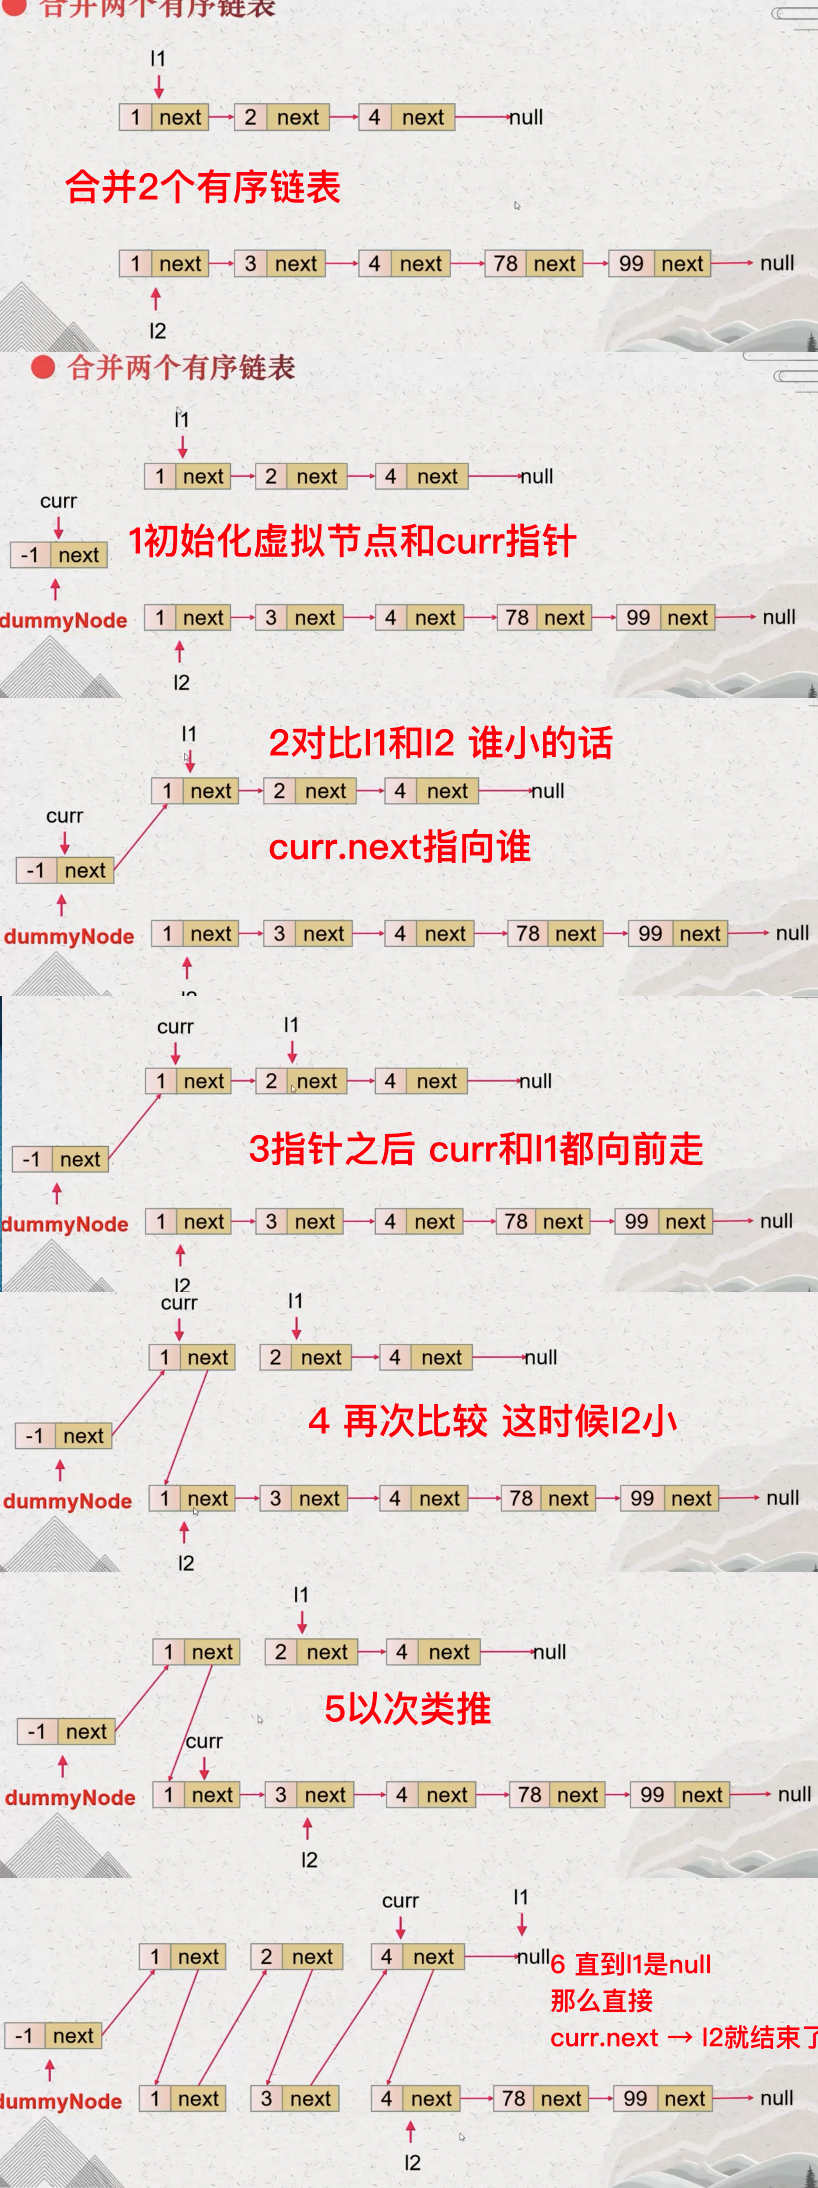 合并两个有序链表
l1
1 next 2 next 4 next null
合并2个有序链表
1 next 3 next 4 next 78 next 99 next null
l2
合并两个有序链表
l1
1 next 2 next 4 next null
curr
1初始化虚拟节点和curr指针
-1 next
dummyNode
1 next 3 next 4 next 78 next 99 next null
l2
l1
2对比l1和l2 谁小的话
1 next 2 next 4 next null
curr
curr.next指向谁
-1 next
dummyNode
1 next 3 next 4 next 78 next 99 next null
l2
curr l1
1 next 2 next 4 next null
3指针之后 curr和l1都向前走
-1 next
dummyNode
1 next 3 next 4 next 78 next 99 next null
l2
curr l1
1 next 2 next 4 next null
4 再次比较 这时候l2小
-1 next
dummyNode
1 next 3 next 4 next 78 next 99 next null
l2
l1
1 next 2 next 4 next null
5以次类推
-1 next
curr
dummyNode
1 next 3 next 4 next 78 next 99 next null
l2
curr l1
1 next 2 next 4 next null
6 直到l1是null
那么直接
curr.next → l2就结束了
-1 next
dummyNode
1 next 3 next 4 next 78 next 99 next null
l2